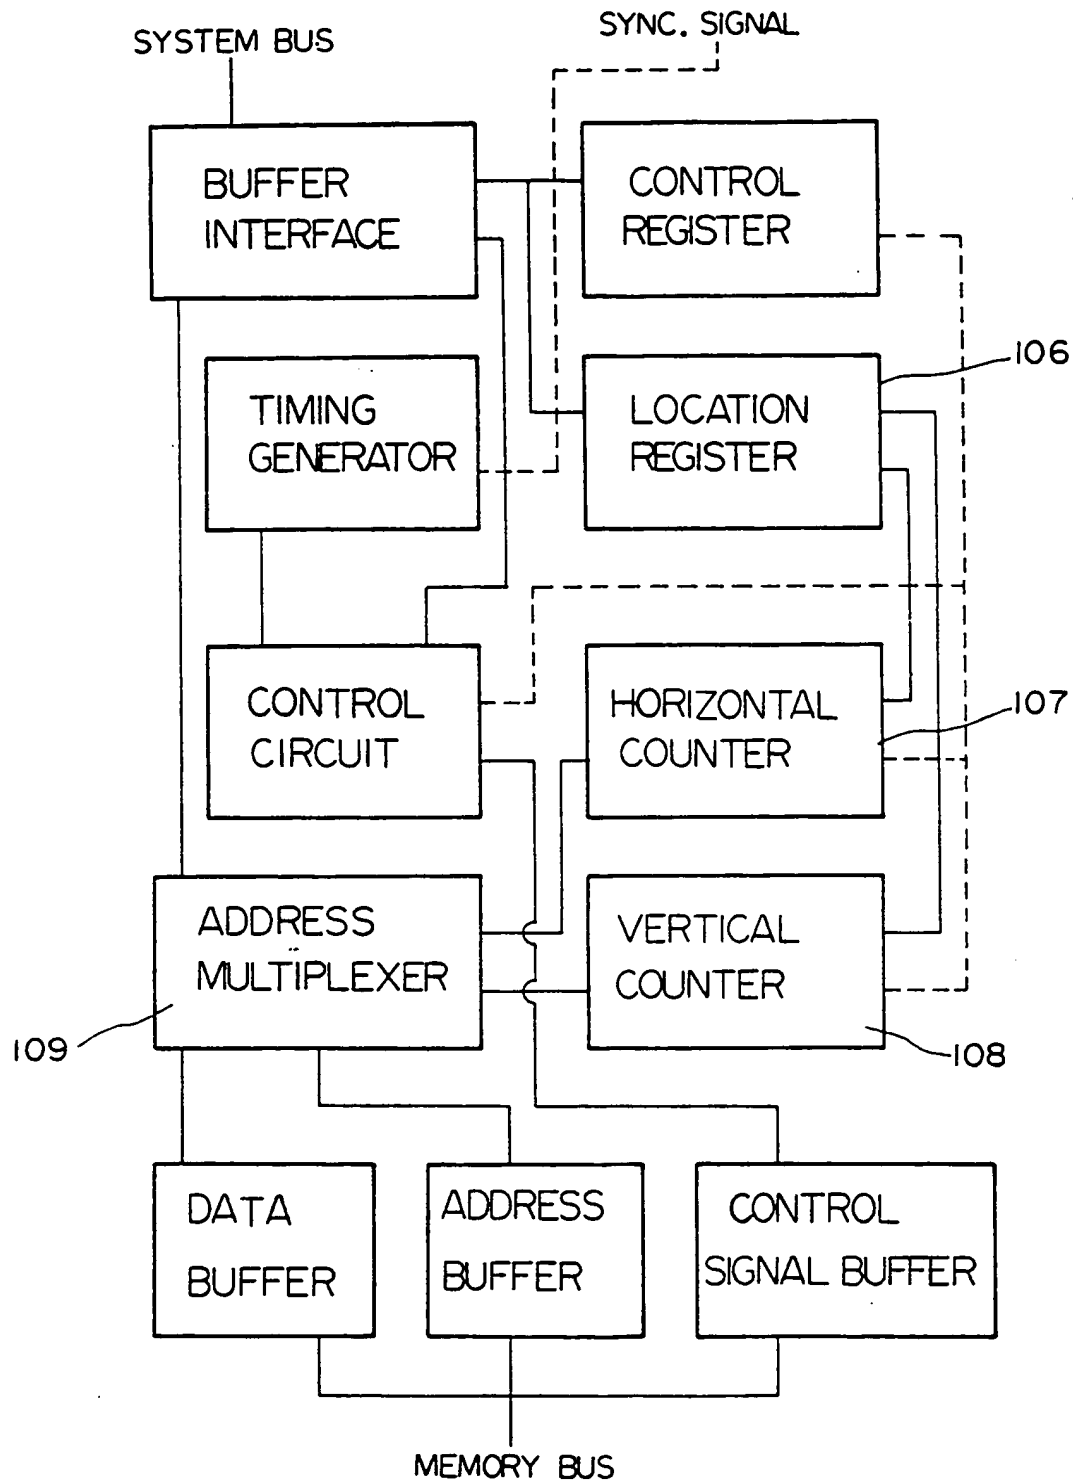 SYNC. SIGNAL
SYSTEM BUS
BUFFER
INTERFACE
CONTROL
REGISTER
106
TIMING
GENERATOR
LOCATION
REGISTER
CONTROL
CIRCUIT
HORIZONTAL
COUNTER
107
ADDRESS
MULTIPLEXER
VERTICAL
COUNTER
109
108
DATA
BUFFER
ADDRESS
BUFFER
CONTROL
SIGNAL BUFFER
MEMORY BUS